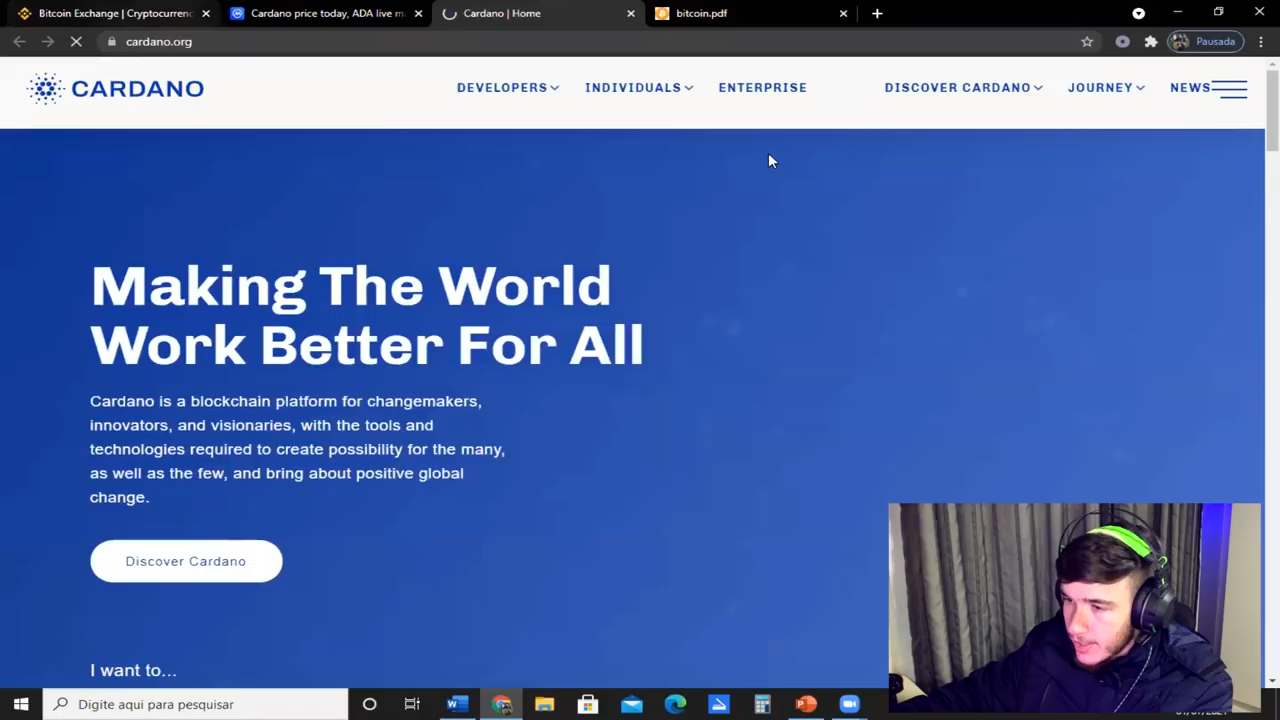 Bitcoin Exchange | Cryptocurrenc
Cardano price today, ADA live m
Cardano | Home
bitcoin.pdf
cardano.org
Pausada
CARDANO
DEVELOPERS
INDIVIDUALS
ENTERPRISE
DISCOVER CARDANO
JOURNEY
NEWS
Making The World
Work Better For All
Cardano is a blockchain platform for changemakers,
innovators, and visionaries, with the tools and
technologies required to create possibility for the many,
as well as the few, and bring about positive global
change.
Discover Cardano
I want to...
Digite aqui para pesquisar